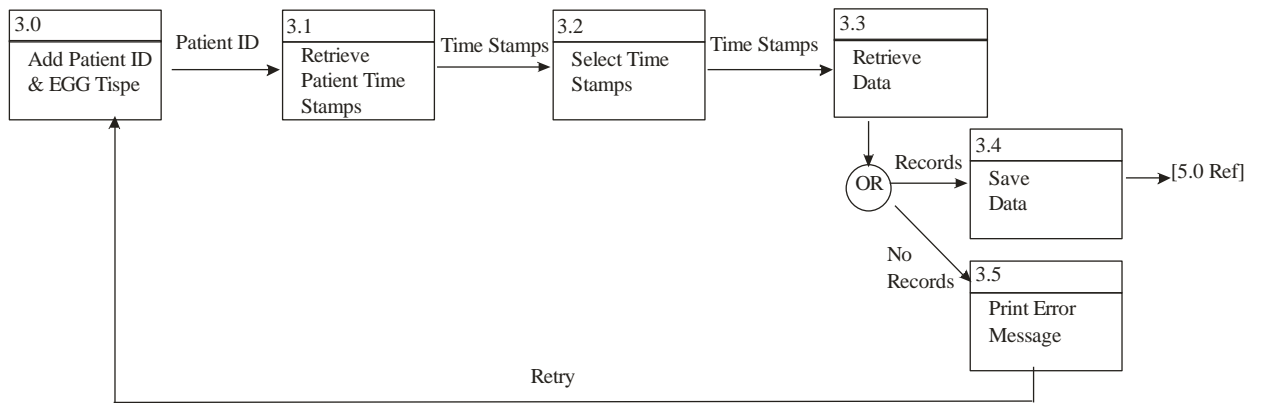 3.0
Add Patient ID
& EGG Tispe
Patient ID
3.1
Retrieve
Patient Time
Stamps
Time Stamps
3.2
Select Time
Stamps
Time Stamps
3.3
Retrieve
Data
OR
Records
3.4
Save
Data
[5.0 Ref]
No
Records
3.5
Print Error
Message
Retry